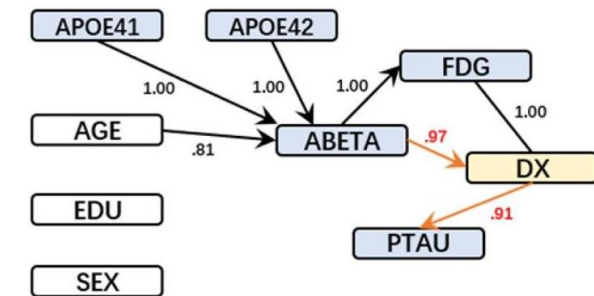 APOE41
APOE42
FDG
1.00
1.00
1.00
1.00
AGE
.81
ABETA
.97
DX
EDU
.91
PTAU
SEX